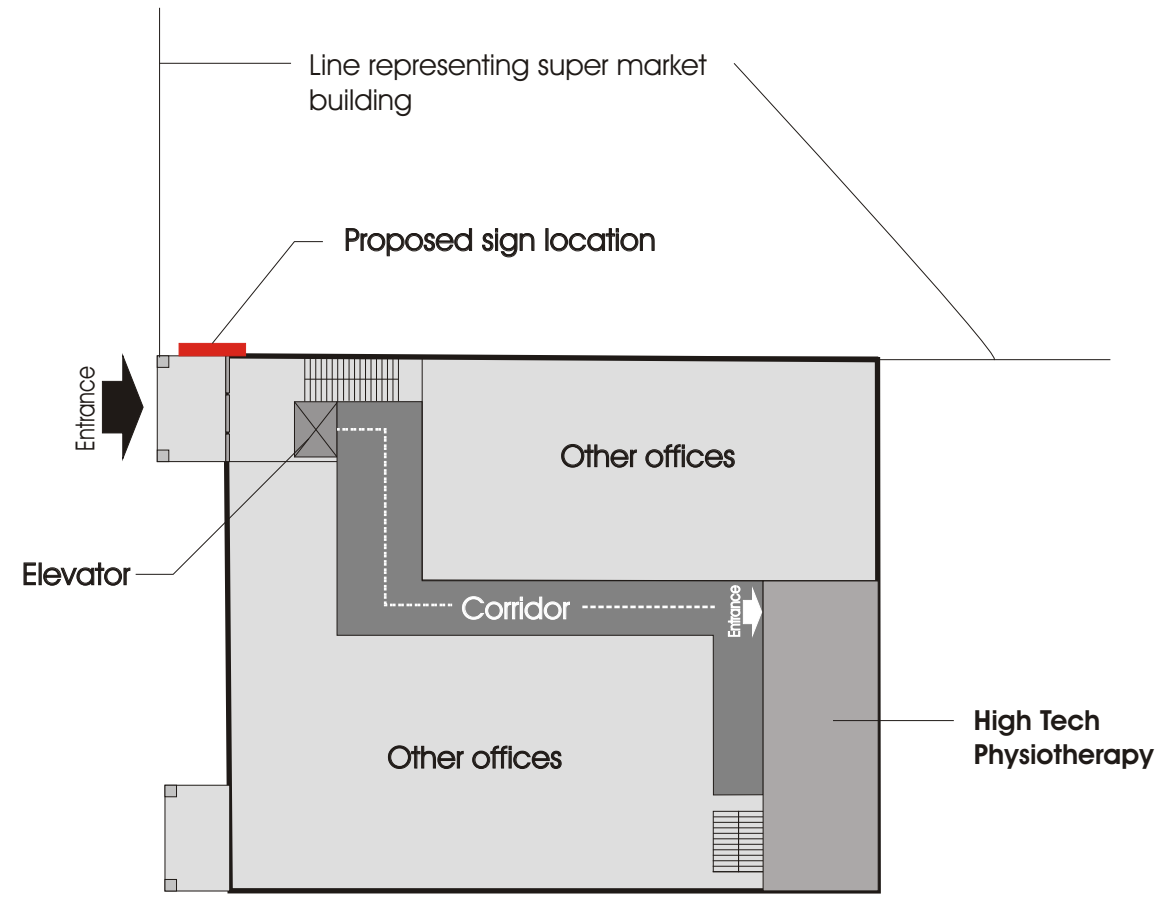 Line representing super market
building
Proposed sign location
Entrance
Other offices
Elevator
Corridor
Entrance
High Tech
Physiotherapy
Other offices